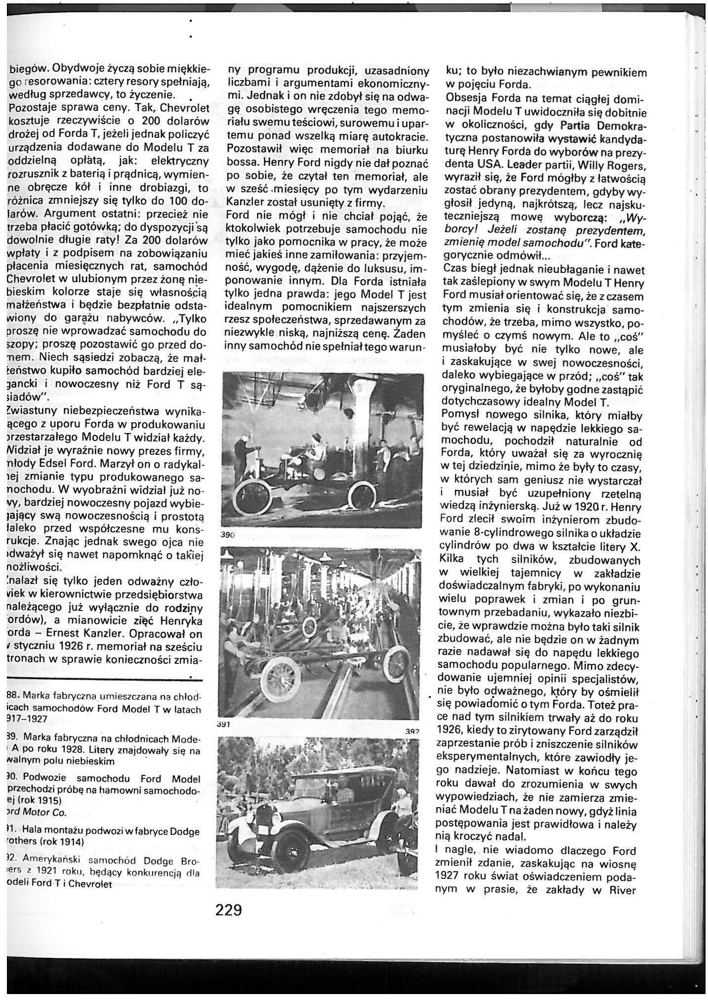 biegów. Obydwoje życzą sobie miękkie-
go resorowania: cztery resory spełniają,
według sprzedawcy, to życzenie.
Pozostaje sprawa ceny. Tak, Chevrolet
kosztuje rzeczywiście o 200 dolarów
drożej od Forda T, jeżeli jednak policzyć
urządzenia dodawane do Modelu T za
oddzielną opłatą, jak: elektryczny
rozrusznik z baterią i prądnicą, wymien-
ne obręcze kół i inne drobiazgi, to
różnica zmniejszy się tylko do 100 do-
larów. Argument ostatni: przecież nie
trzeba płacić gotówką; do dyspozycji są
dowolnie długie raty! Za 200 dolarów
wpłaty i z podpisem na zobowiązaniu
płacenia miesięcznych rat, samochód
Chevrolet w ulubionym przez żonę nie-
bieskim kolorze staje się własnością
małżeństwa i będzie bezpłatnie odsta-
wiony do garażu nabywców. „Tylko
proszę nie wprowadzać samochodu do
szopy; proszę pozostawić go przed do-
mem. Niech sąsiedzi zobaczą, że mał-
żeństwo kupiło samochód bardziej ele-
gancki i nowoczesny niż Ford T są-
siadów".
Zwiastuny niebezpieczeństwa wynika-
ącego z uporu Forda w produkowaniu
przestarzałego Modelu T widział każdy.
Widział je wyraźnie nowy prezes firmy,
młody Edsel Ford. Marzył on o radykal-
nej zmianie typu produkowanego sa-
mochodu. W wyobraźni widział już no-
wy, bardziej nowoczesny pojazd wybie-
gający swą nowoczesnością i prostotą
daleko przed współczesne mu kons-
rukcje. Znając jednak swego ojca nie
odważył się nawet napomknąć o takiej
możliwości.
nalazł się tylko jeden odważny czło-
wiek w kierownictwie przedsiębiorstwa
należącego już wyłącznie do rodziny
ordów), a mianowicie zięć Henryka
orda – Ernest Kanzler. Opracował on
w styczniu 1926 r. memoriał na sześciu
tronach w sprawie konieczności zmia-
88. Marka fabryczna umieszczana na chłod-
icach samochodów Ford Model T w latach
917–1927
89. Marka fabryczna na chłodnicach Mode-
A po roku 1928. Litery znajdowały się na
walnym polu niebieskim
90. Podwozie samochodu Ford Model
przechodzi próbę na hamowni samochodo-
ej (rok 1915)
ord Motor Co.
91. Hala montażu podwozi w fabryce Dodge
rothers (rok 1914)
92. Amerykański samochód Dodge Bro-
ers z 1921 roku, będący konkurencją dla
odeli Ford T i Chevrolet
ny programu produkcji, uzasadniony
liczbami i argumentami ekonomiczny-
mi. Jednak i on nie zdobył się na odwa-
gę osobistego wręczenia tego memo-
riału swemu teściowi, surowemu i upar-
temu ponad wszelką miarę autokracie.
Pozostawił więc memoriał na biurku
bossa. Henry Ford nigdy nie dał poznać
po sobie, że czytał ten memoriał, ale
w sześć miesięcy po tym wydarzeniu
Kanzler został usunięty z firmy.
Ford nie mógł i nie chciał pojąć, że
ktokolwiek potrzebuje samochodu nie
tylko jako pomocnika w pracy, że może
mieć jakieś inne zamiłowania: przyjem-
ność, wygodę, dążenie do luksusu, im-
ponowanie innym. Dla Forda istniała
tylko jedna prawda: jego Model T jest
idealnym pomocnikiem najszerszych
rzesz społeczeństwa, sprzedawanym za
niezwykle niską, najniższą cenę. Żaden
inny samochód nie spełniał tego warun-
390
391
392
ku; to było niezachwianym pewnikiem
w pojęciu Forda.
Obsesja Forda na temat ciągłej domi-
nacji Modelu T uwidoczniła się dobitnie
w okoliczności, gdy Partia Demokra-
tyczna postanowiła wystawić kandyda-
turę Henry Forda do wyborów na prezy-
denta USA. Leader partii, Willy Rogers,
wyraził się, że Ford mógłby z łatwością
zostać obrany prezydentem, gdyby wy-
głosił jedyną, najkrótszą, lecz najsku-
teczniejszą mowę wyborczą: „Wy-
borcy! Jeżeli zostanę prezydentem,
zmienię model samochodu". Ford kate-
gorycznie odmówił...
Czas biegł jednak nieubłaganie i nawet
tak zaślepiony w swym Modelu T Henry
Ford musiał orientować się, że z czasem
tym zmienia się i konstrukcja samo-
chodów, że trzeba, mimo wszystko, po-
myśleć o czymś nowym. Ale to „coś"
musiałoby być nie tylko nowe, ale
i zaskakujące w swej nowoczesności,
daleko wybiegające w przód; „coś" tak
oryginalnego, że byłoby godne zastąpić
dotychczasowy idealny Model T.
Pomysł nowego silnika, który miałby
być rewelacją w napędzie lekkiego sa-
mochodu, pochodził naturalnie od
Forda, który uważał się za wyrocznię
w tej dziedzinie, mimo że były to czasy,
w których sam geniusz nie wystarczał
i musiał być uzupełniony rzetelną
wiedzą inżynierską. Już w 1920 r. Henry
Ford zlecił swoim inżynierom zbudo-
wanie 8-cylindrowego silnika o układzie
cylindrów po dwa w kształcie litery X.
Kilka tych silników, zbudowanych
w wielkiej tajemnicy w zakładzie
doświadczalnym fabryki, po wykonaniu
wielu poprawek i zmian i po grun-
townym przebadaniu, wykazało niezbi-
cie, że wprawdzie można było taki silnik
zbudować, ale nie będzie on w żadnym
razie nadawał się do napędu lekkiego
samochodu popularnego. Mimo zdecy-
dowanie ujemniej opinii specjalistów,
nie było odważnego, który by ośmielił
się powiadomić o tym Forda. Toteż pra-
ce nad tym silnikiem trwały aż do roku
1926, kiedy to zirytowany Ford zarządził
zaprzestanie prób i zniszczenie silników
eksperymentalnych, które zawiodły je-
go nadzieje. Natomiast w końcu tego
roku dawał do zrozumienia w swych
wypowiedziach, że nie zamierza zmie-
niać Modelu T na żaden nowy, gdyż linia
postępowania jest prawidłowa i należy
nią kroczyć nadal.
I nagle, nie wiadomo dlaczego Ford
zmienił zdanie, zaskakując na wiosnę
1927 roku świat oświadczeniem poda-
nym w prasie, że zakłady w River
229